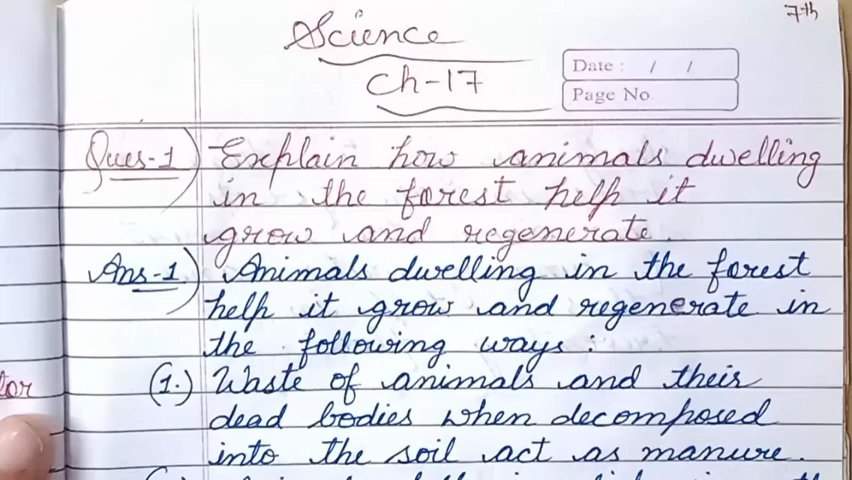 7th
Science
Ch-17
Date : / /
Page No
Ques-1) Explain how animals dwelling
in the forest help it
grow and regenerate.
Ans-1) Animals dwelling in the forest
help it grow and regenerate in
the following ways :
(1.) Waste of animals and their
dead bodies when decomposed
into the soil act as manure.